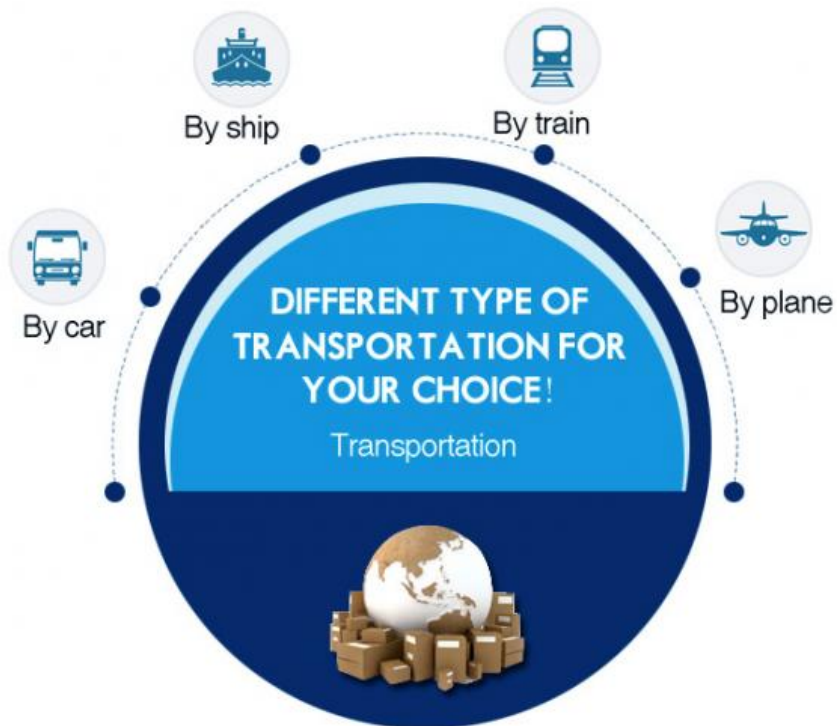 By ship
By train
By car
By plane
DIFFERENT TYPE OF
TRANSPORTATION FOR
YOUR CHOICE!
Transportation